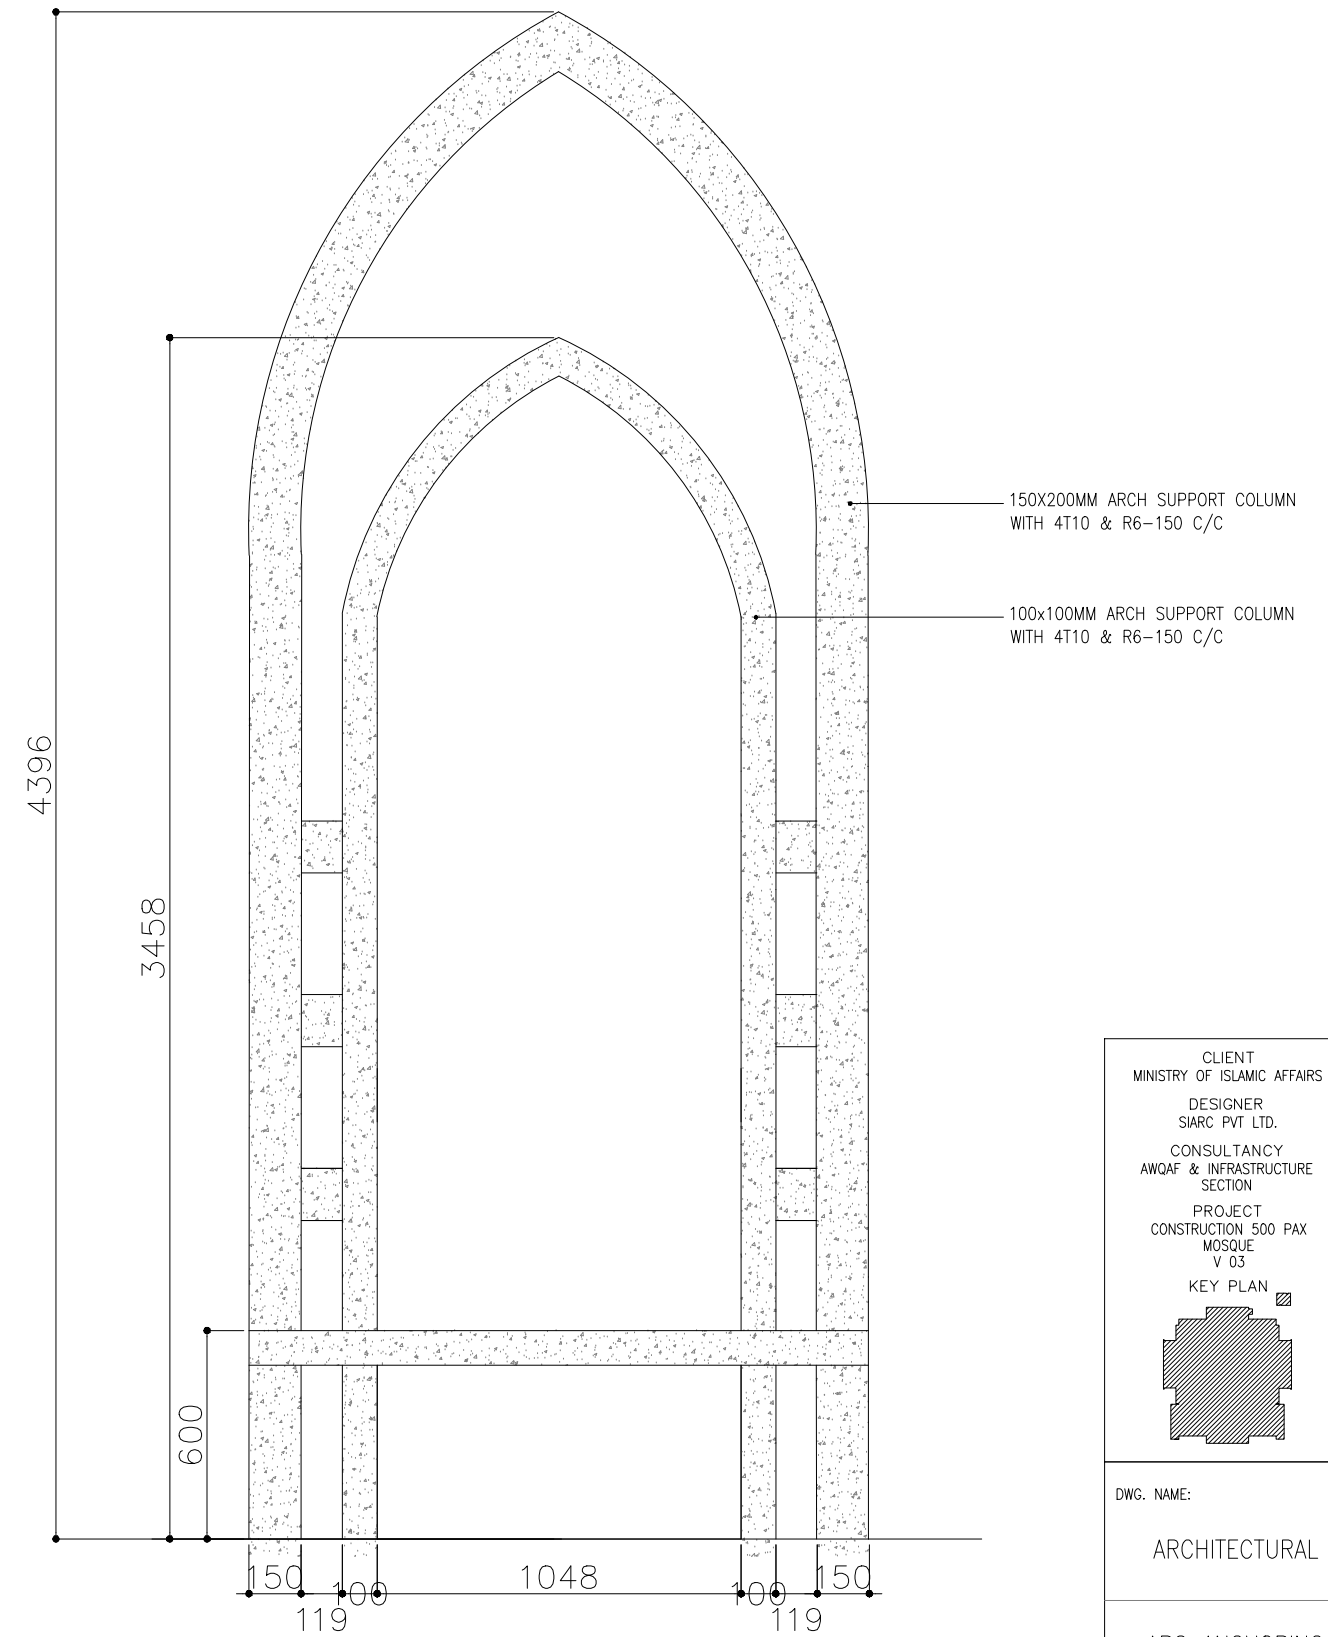 4396
3458
600
150X200MM ARCH SUPPORT COLUMN
WITH 4T10 & R6-150 C/C
100x100MM ARCH SUPPORT COLUMN
WITH 4T10 & R6-150 C/C
150
119
100
1048
100
119
150
CLIENT
MINISTRY OF ISLAMIC AFFAIRS
DESIGNER
SIARC PVT LTD.
CONSULTANCY
AWQAF & INFRASTRUCTURE
SECTION
PROJECT
CONSTRUCTION 500 PAX
MOSQUE
V 03
KEY PLAN
DWG. NAME:
ARCHITECTURAL